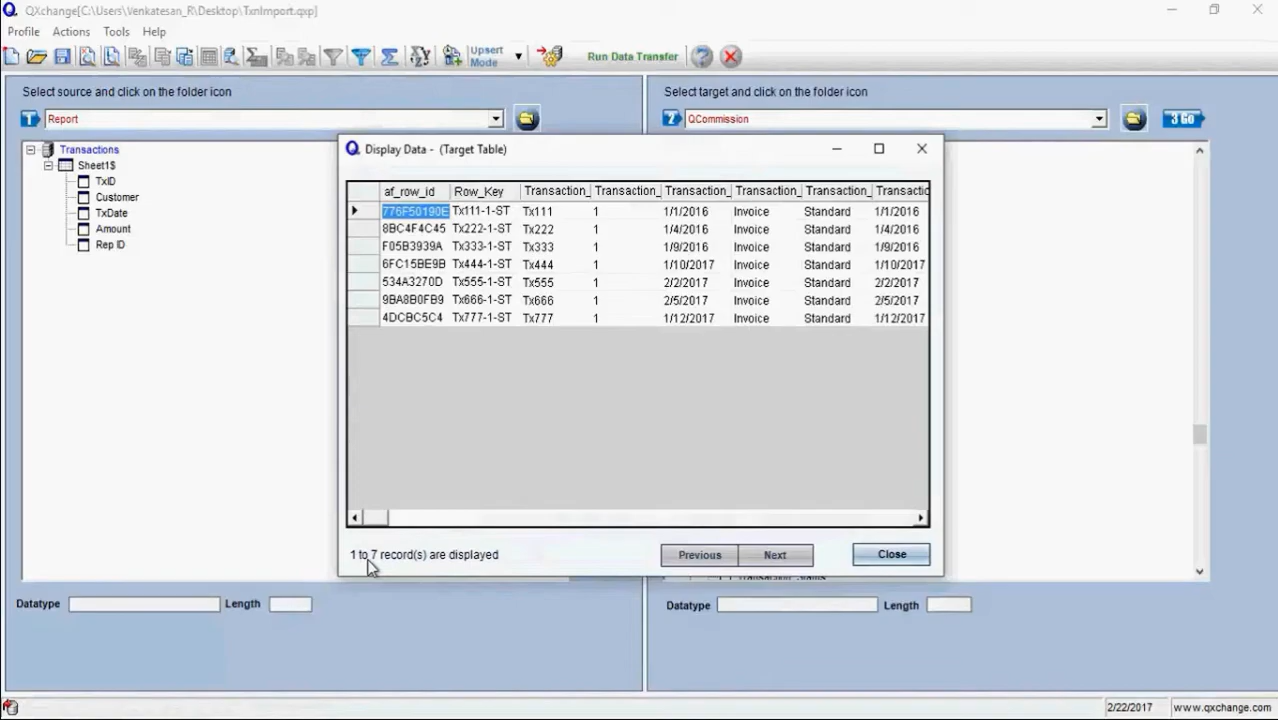 QXchange[C:\Users\Venkatesan_R\Desktop\TxnImport.qxp]
Profile Actions Tools Help
Upsert Mode Run Data Transfer
Select source and click on the folder icon
Select target and click on the folder icon
1 Report
2 QCommission 3 GO
Transactions
Sheet1$
TxID
Customer
TxDate
Amount
Rep ID
Display Data - (Target Table)
af_row_id Row_Key Transaction_ Transaction_ Transaction_ Transaction_ Transaction_ Transactio
776F50190E Tx111-1-ST Tx111 1 1/1/2016 Invoice Standard 1/1/2016
8BC4F4C45 Tx222-1-ST Tx222 1 1/4/2016 Invoice Standard 1/4/2016
F05B3939A Tx333-1-ST Tx333 1 1/9/2016 Invoice Standard 1/9/2016
6FC15BE9B Tx444-1-ST Tx444 1 1/10/2017 Invoice Standard 1/10/2017
534A3270D Tx555-1-ST Tx555 1 2/2/2017 Invoice Standard 2/2/2017
9BA8B0FB9 Tx666-1-ST Tx666 1 2/5/2017 Invoice Standard 2/5/2017
4DCBC5C4 Tx777-1-ST Tx777 1 1/12/2017 Invoice Standard 1/12/2017
1 to 7 record(s) are displayed
Previous Next Close
Datatype Length
Datatype Length
2/22/2017 www.qxchange.com